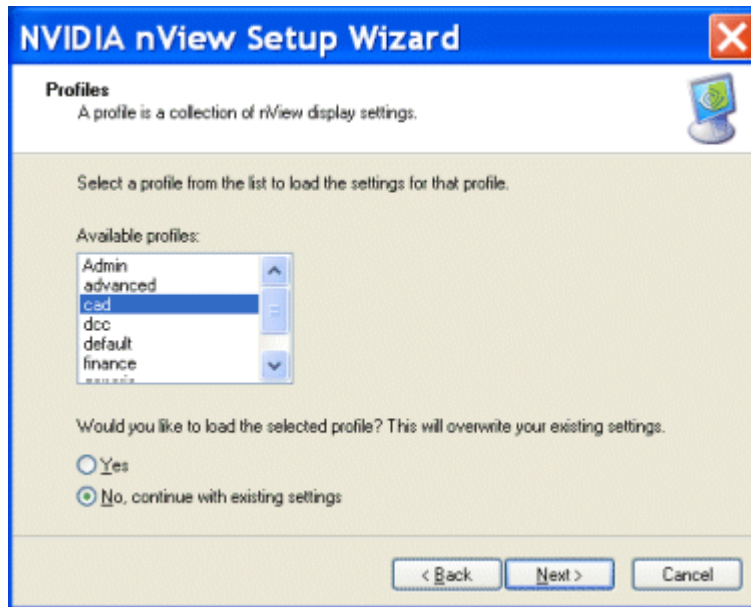 NVIDIA nView Setup Wizard
Profiles
A profile is a collection of nView display settings.
Select a profile from the list to load the settings for that profile.
Available profiles:
Admin
advanced
cad
dcc
default
finance
Would you like to load the selected profile? This will overwrite your existing settings.
Yes
No, continue with existing settings
< Back Next > Cancel